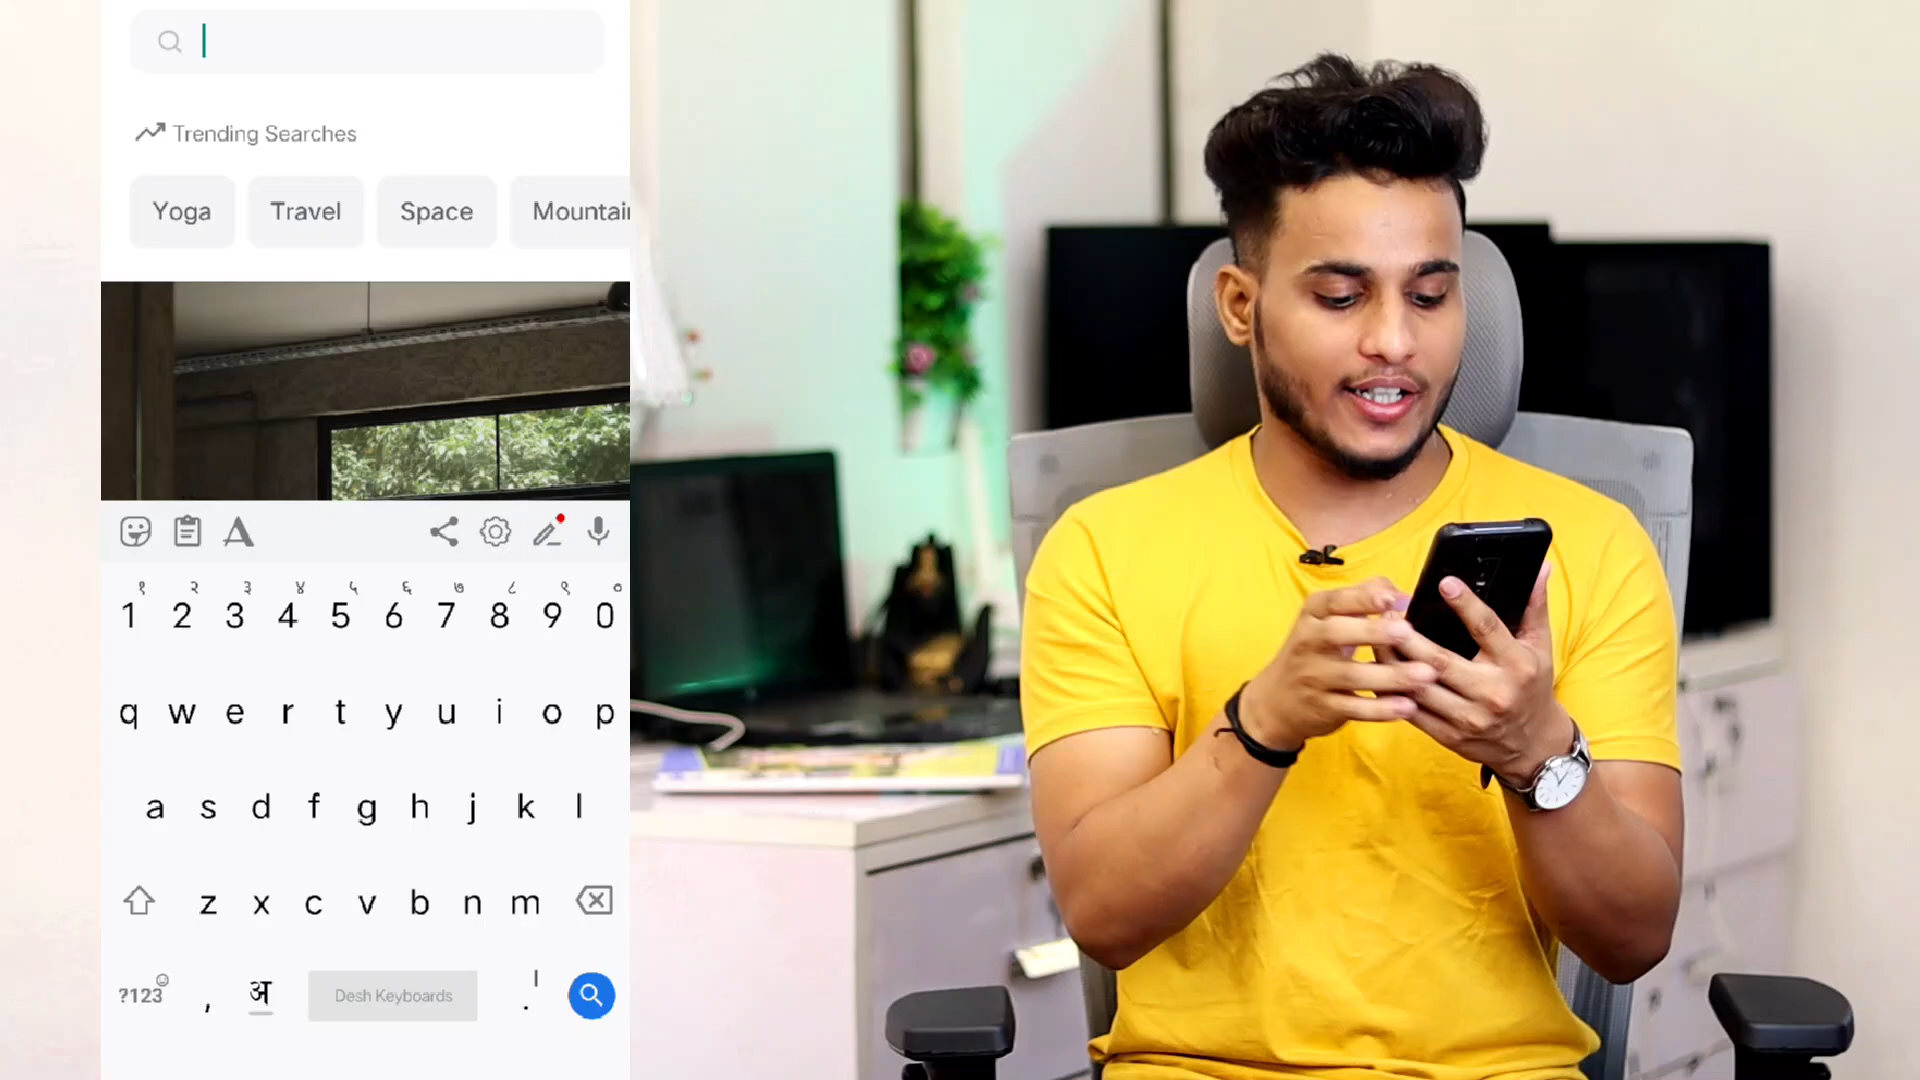 Trending Searches
Yoga Travel Space Mountain
१ २ ३ ४ ५ ६ ७ ८ ९ ०
1 2 3 4 5 6 7 8 9 0
q w e r t y u i o p
a s d f g h j k l
z x c v b n m
?123 , अ Desh Keyboards . |